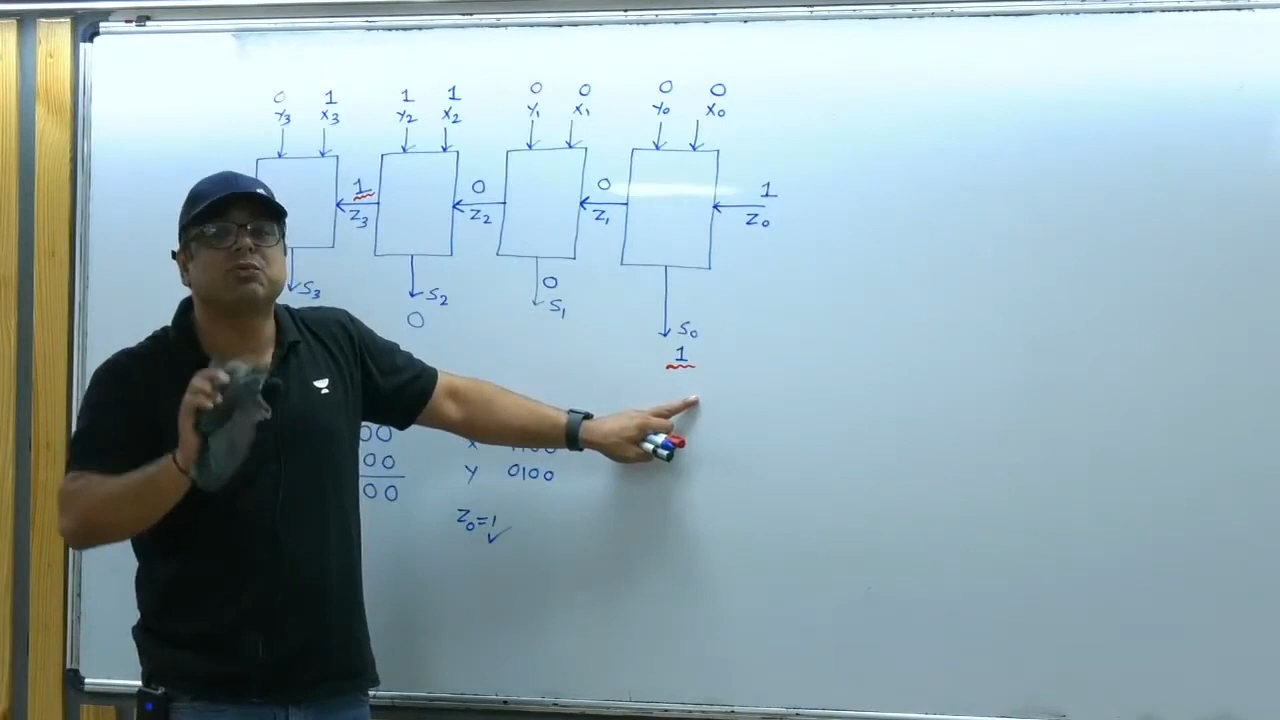 0 1 1 1 0 0 0 0
Y3 X3 Y2 X2 Y1 X1 Y0 X0
1 0 0 1
Z3 Z2 Z1 Z0
S3 S2 S1 S0
0 0 1
00
00 Y 0100
00
Z0=1 ✓